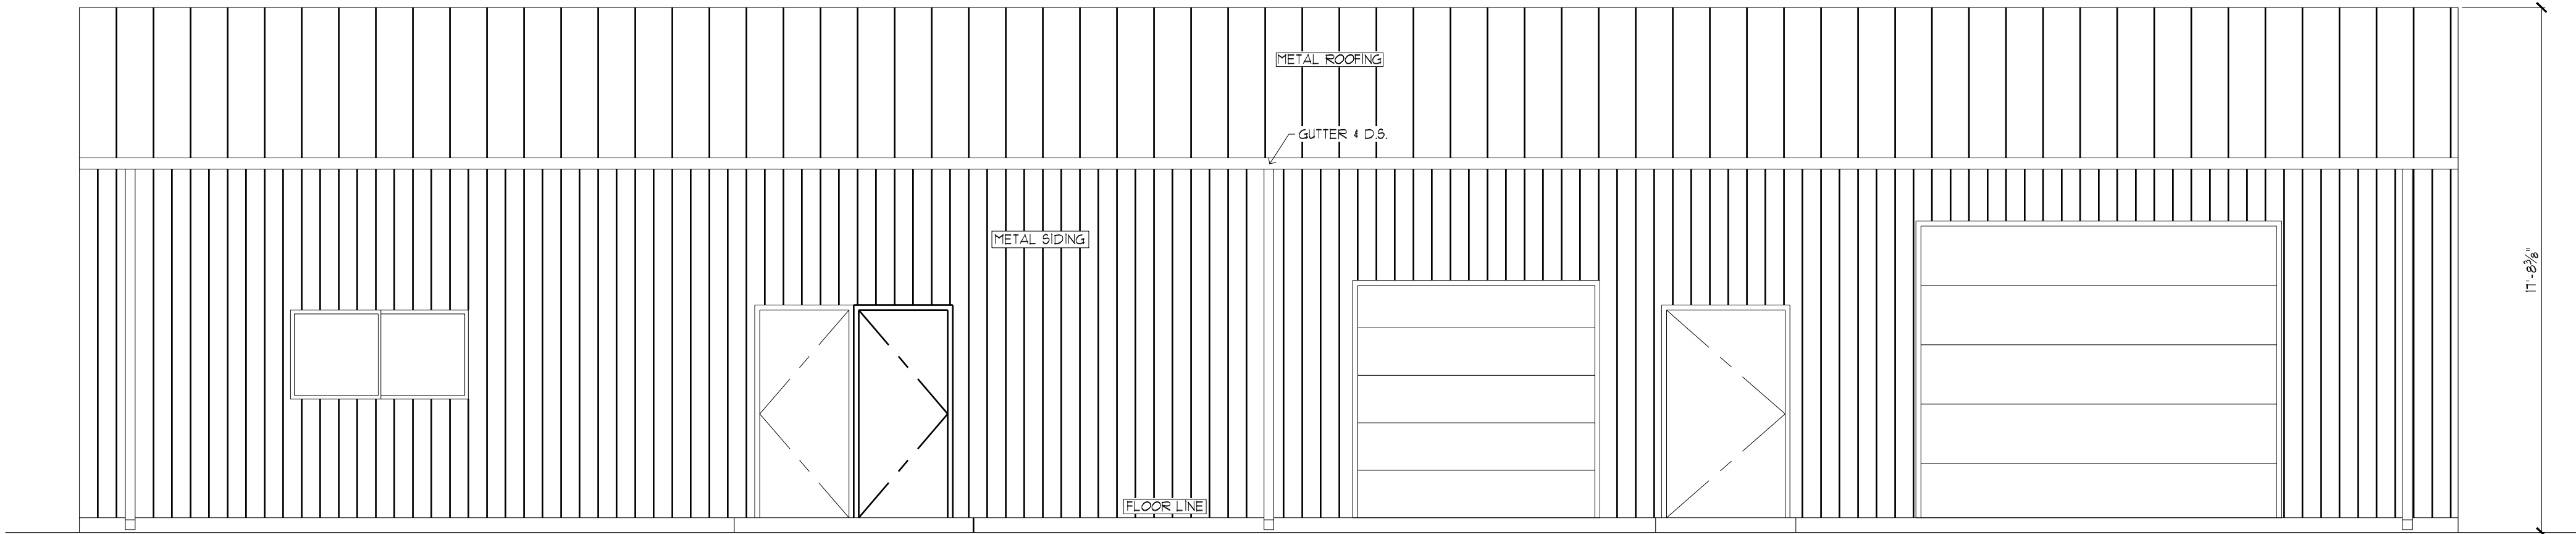 METAL ROOFING
GUTTER & D.S.
METAL SIDING
17'-8⅜"
FLOOR LINE